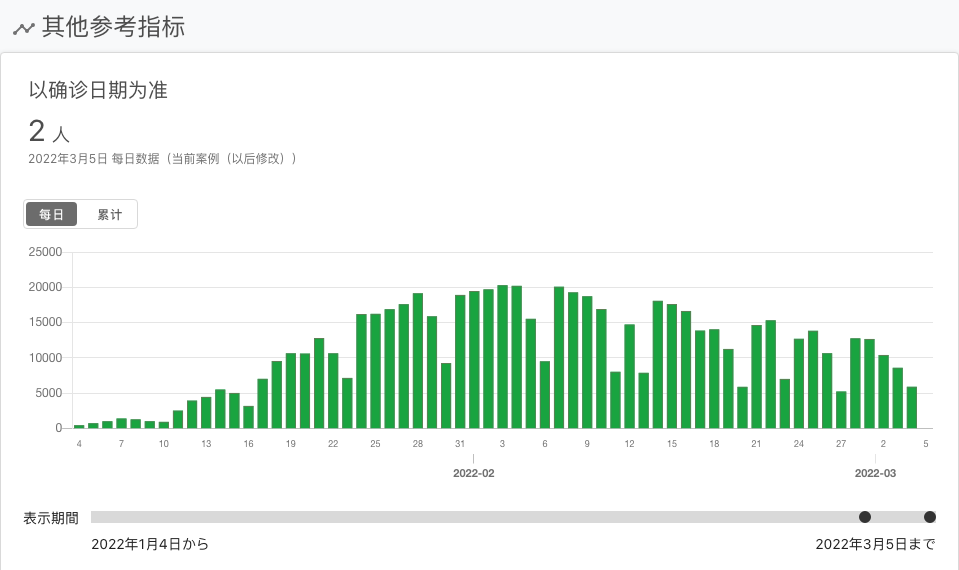 其他参考指标
以确诊日期为准
2 人
2022年3月5日 每日数据（当前案例（以后修改））
每日 累计
25000
20000
15000
10000
5000
0
4 7 10 13 16 19 22 25 28 31 3 6 9 12 15 18 21 24 27 2 5
2022-02 2022-03
表示期間
2022年1月4日から 2022年3月5日まで